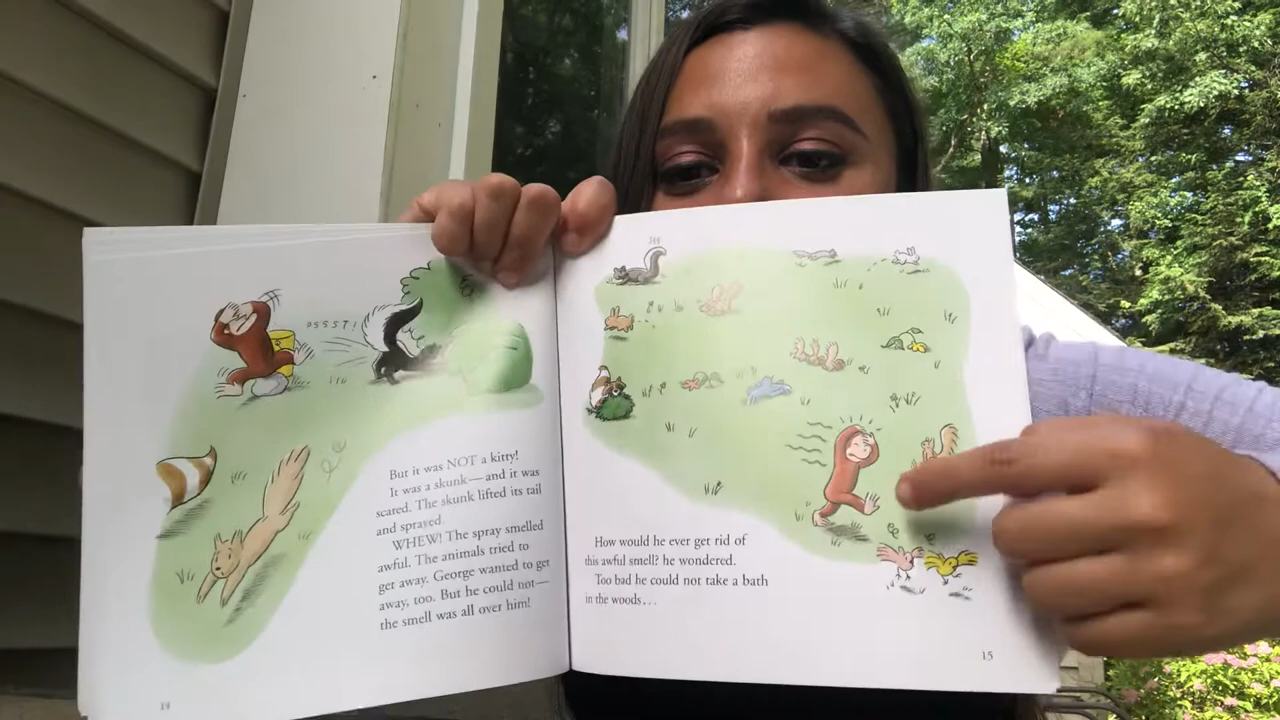 PSSST!
But it was NOT a kitty!
It was a skunk—and it was
scared. The skunk lifted its tail
and sprayed.
WHEW! The spray smelled
awful. The animals tried to
get away. George wanted to get
away, too. But he could not—
the smell was all over him!
14
How would he ever get rid of
this awful smell? he wondered.
Too bad he could not take a bath
in the woods...
15